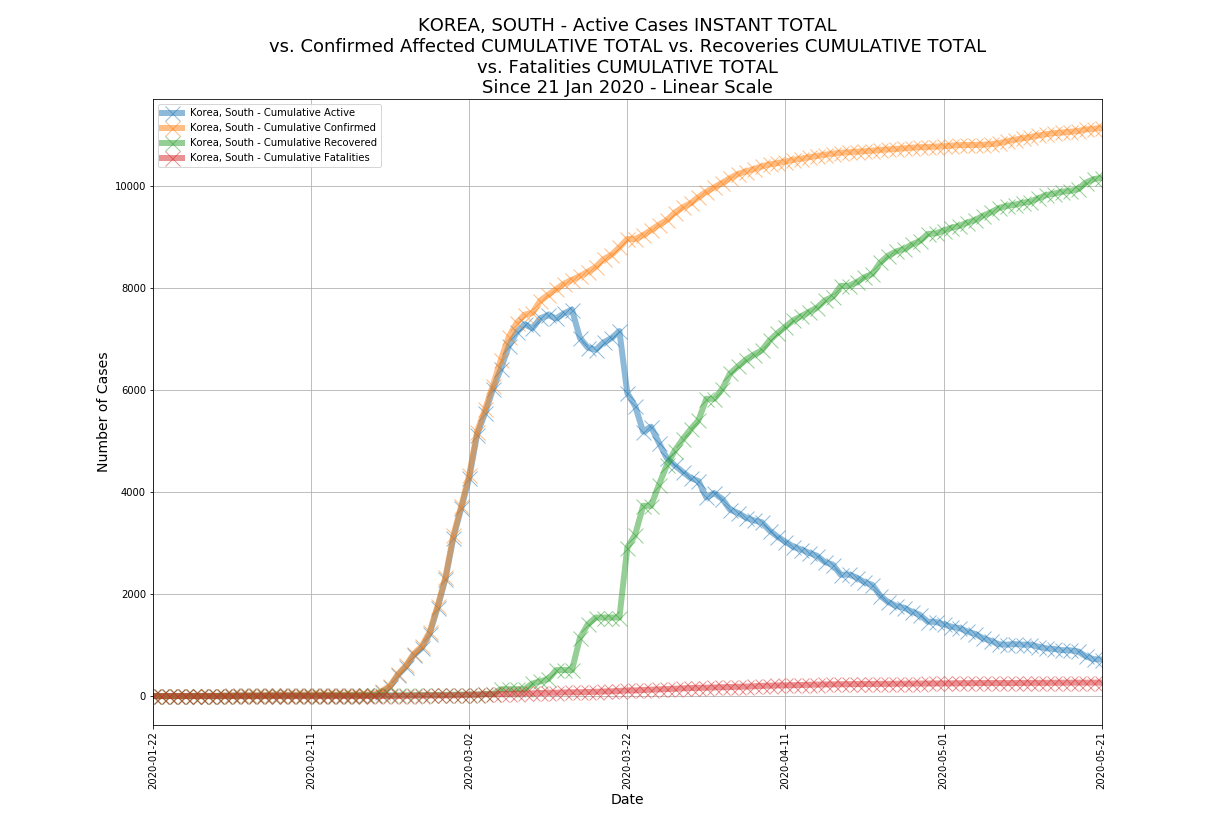 KOREA, SOUTH - Active Cases INSTANT TOTAL
vs. Confirmed Affected CUMULATIVE TOTAL vs. Recoveries CUMULATIVE TOTAL
vs. Fatalities CUMULATIVE TOTAL
Since 21 Jan 2020 - Linear Scale
Korea, South - Cumulative Active
Korea, South - Cumulative Confirmed
Korea, South - Cumulative Recovered
Korea, South - Cumulative Fatalities
Number of Cases
10000
8000
6000
4000
2000
0
2020-01-22
2020-02-11
2020-03-02
2020-03-22
2020-04-11
2020-05-01
2020-05-21
Date